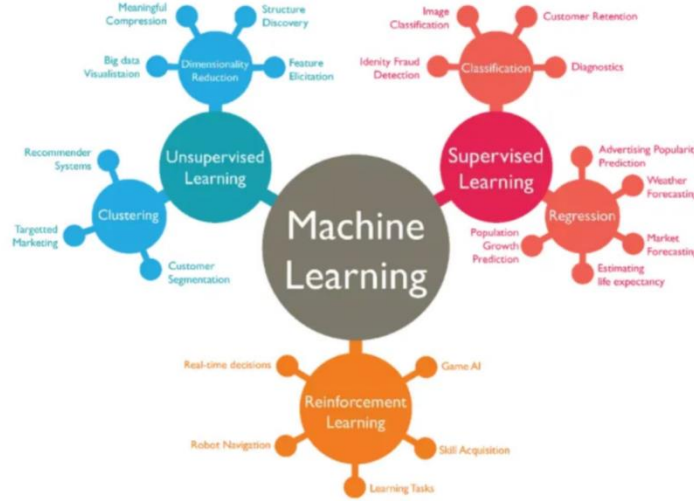 Meaningful
Compression
Structure
Discovery
Big data
Visualistaion
Dimensionality
Reduction
Feature
Elicitation
Image
Classification
Customer Retention
Idenity Fraud
Detection
Classification
Diagnostics
Recommender
Systems
Unsupervised
Learning
Supervised
Learning
Advertising Popularit
Prediction
Weather
Forecasting
Clustering
Targetted
Marketing
Customer
Segmentation
Machine
Learning
Regression
Population
Growth
Prediction
Market
Forecasting
Estimating
life expectancy
Real-time decisions
Game AI
Reinforcement
Learning
Robot Navigation
Skill Acquisition
Learning Tasks